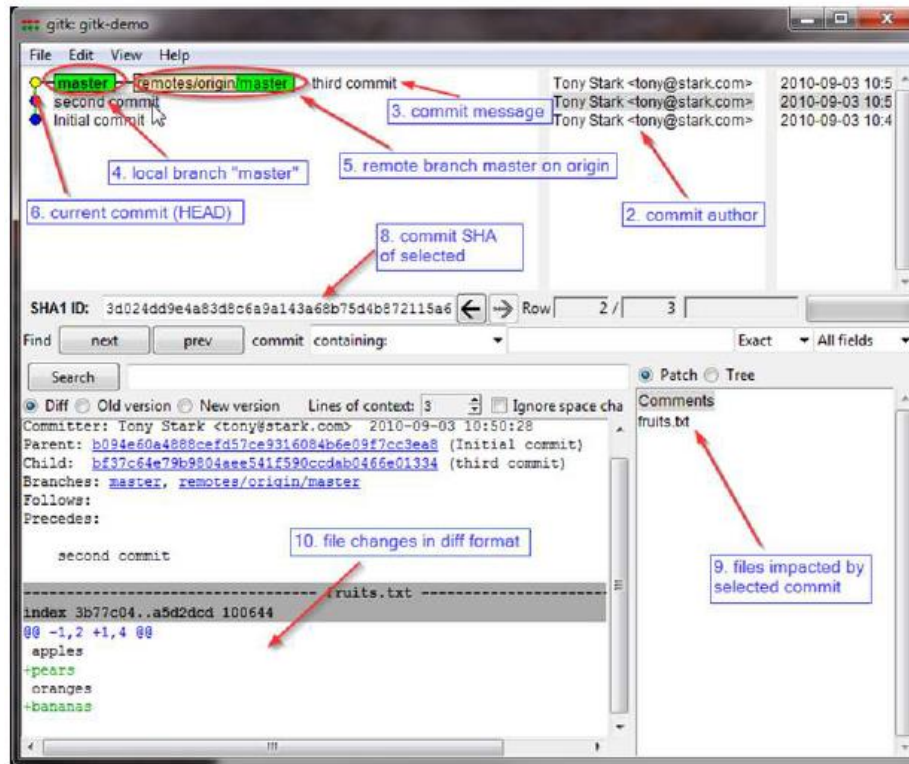 gitk: gitk-demo
File Edit View Help
master remotes/origin/master third commit Tony Stark <tony@stark.com> 2010-09-03 10:5
second commit Tony Stark <tony@stark.com> 2010-09-03 10:5
Initial commit Tony Stark <tony@stark.com> 2010-09-03 10:4
3. commit message
4. local branch "master"
5. remote branch master on origin
6. current commit (HEAD)
2. commit author
8. commit SHA
of selected
SHA1 ID: 3d024dd9e4a83d8c6a9a143a68b75d4b872115a6 Row 2 / 3
Find next prev commit containing: Exact All fields
Search
Patch Tree
Diff Old version New version Lines of context: 3 Ignore space cha
Comments
fruits.txt
Committer: Tony Stark <tony@stark.com> 2010-09-03 10:50:28
Parent: b094e60a4888cefd57ce9316084b6e09f7cc3ea8 (Initial commit)
Child: bf37c64e79b9804aee541f590ccdab0466e01334 (third commit)
Branches: master, remotes/origin/master
Follows:
Precedes:
second commit
10. file changes in diff format
9. files impacted by
selected commit
---------------------------------- fruits.txt ----------------------
index 3b77c04..a5d2dcd 100644
@@ -1,2 +1,4 @@
apples
+pears
oranges
+bananas